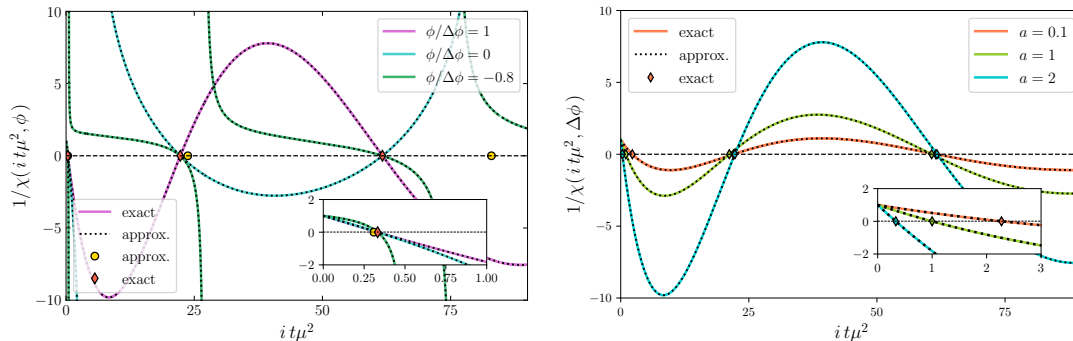 10
5
0
−5
−10
0
25
50
75
1/χ(i tμ², ϕ)
i tμ²
ϕ/Δϕ = 1
ϕ/Δϕ = 0
ϕ/Δϕ = −0.8
exact
approx.
approx.
exact
2
0
−2
0.00
0.25
0.50
0.75
1.00
10
5
0
−5
−10
0
25
50
75
1/χ(i tμ², Δϕ)
i tμ²
exact
approx.
exact
a = 0.1
a = 1
a = 2
2
0
−2
0
1
2
3